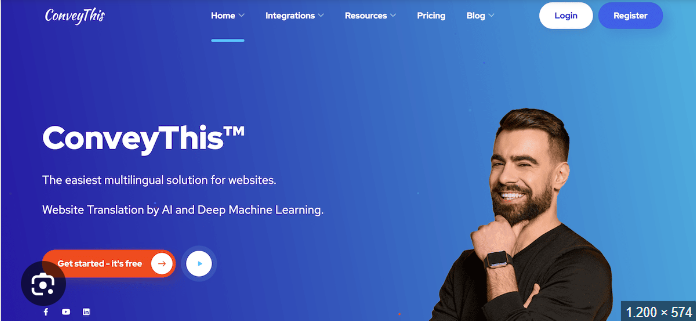 ConveyThis
Home Integrations Resources Pricing Blog Login Register
ConveyThis™
The easiest multilingual solution for websites.
Website Translation by AI and Deep Machine Learning.
Get started - It's free
1.200 × 574